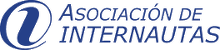 ASOCIACIÓN DE
INTERNAUTAS